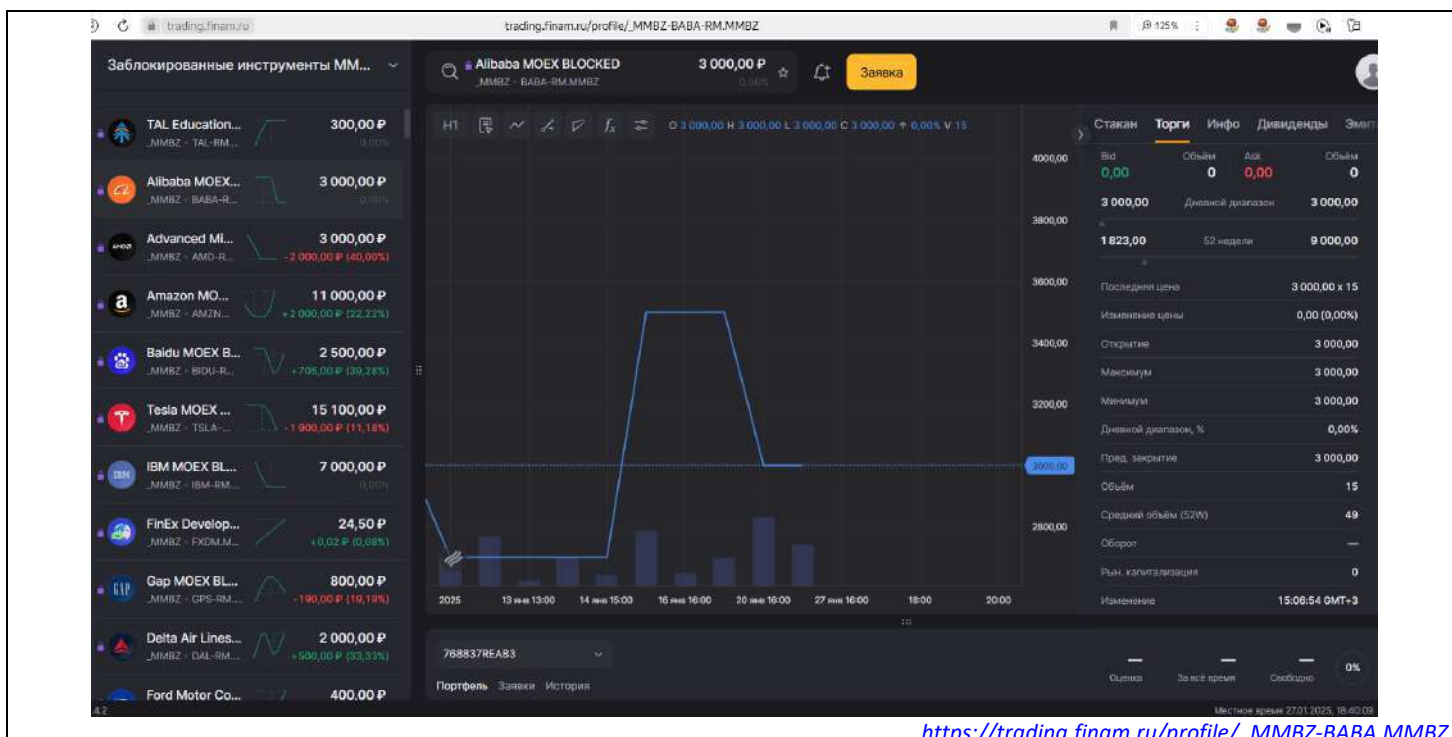 trading.finam.ru
trading.finam.ru/profile/_MMBZ-BABA-RM.MMBZ
125%
Заблокированные инструменты MM...
Alibaba MOEX BLOCKED
_MMBZ - BABA-RM.MMBZ
3 000,00 ₽
0,00%
Заявка
TAL Education...
_MMBZ - TAL-RM...
300,00 ₽
0,00%
Alibaba MOEX...
_MMBZ - BABA-R...
3 000,00 ₽
0,00%
AMD
Advanced Mi...
_MMBZ - AMD-R...
3 000,00 ₽
-2 000,00 ₽ (40,00%)
Amazon MO...
_MMBZ - AMZN...
11 000,00 ₽
+2 000,00 ₽ (22,22%)
Baidu MOEX B...
_MMBZ - BIDU-R...
2 500,00 ₽
+705,00 ₽ (39,28%)
Tesla MOEX ...
_MMBZ - TSLA-...
15 100,00 ₽
-1 900,00 ₽ (11,18%)
IBM
IBM MOEX BL...
_MMBZ - IBM-RM...
7 000,00 ₽
0,00%
FinEx Develop...
_MMBZ - FXDM.M...
24,50 ₽
+0,02 ₽ (0,08%)
GAP
Gap MOEX BL...
_MMBZ - GPS-RM...
800,00 ₽
-190,00 ₽ (19,19%)
Delta Air Lines...
_MMBZ - DAL-RM...
2 000,00 ₽
+500,00 ₽ (33,33%)
Ford Motor Co...
400,00 ₽
H1
fx
O 3 000,00 H 3 000,00 L 3 000,00 C 3 000,00 ↑ 0,00% V 15
4000,00
3800,00
3600,00
3400,00
3200,00
3000,00
2800,00
2025
13 янв 13:00
14 янв 15:00
16 янв 16:00
20 янв 16:00
27 янв 16:00
18:00
20:00
Стакан Торги Инфо Дивиденды Эмит
Bid Объём Ask Объём
0,00 0 0,00 0
3 000,00 Дневной диапазон 3 000,00
1 823,00 52 недели 9 000,00
Последняя цена 3 000,00 x 15
Изменение цены 0,00 (0,00%)
Открытие 3 000,00
Максимум 3 000,00
Минимум 3 000,00
Дневной диапазон, % 0,00%
Пред. закрытие 3 000,00
Объём 15
Средний объём (52W) 49
Оборот —
Рын. капитализация 0
Изменение 15:06:54 GMT+3
768837REAB3
Портфель Заявки История
— — —
Оценка За всё время Свободно
0%
.4.2
Местное время 27.01.2025, 18:40:09
https://trading.finam.ru/profile/_MMBZ-BABA.MMBZ